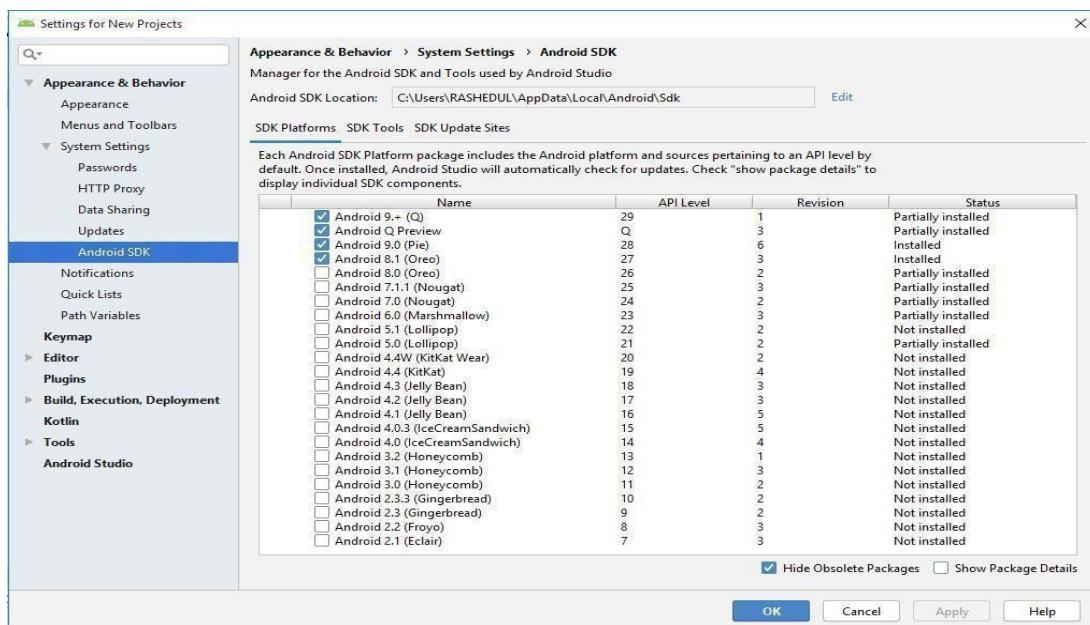 Settings for New Projects
Appearance & Behavior
Appearance
Menus and Toolbars
System Settings
Passwords
HTTP Proxy
Data Sharing
Updates
Android SDK
Notifications
Quick Lists
Path Variables
Keymap
Editor
Plugins
Build, Execution, Deployment
Kotlin
Tools
Android Studio
Appearance & Behavior > System Settings > Android SDK
Manager for the Android SDK and Tools used by Android Studio
Android SDK Location: C:\Users\RASHEDUL\AppData\Local\Android\Sdk Edit
SDK Platforms SDK Tools SDK Update Sites
Each Android SDK Platform package includes the Android platform and sources pertaining to an API level by
default. Once installed, Android Studio will automatically check for updates. Check "show package details" to
display individual SDK components.
Name API Level Revision Status
Android 9.+ (Q) 29 1 Partially installed
Android Q Preview Q 3 Partially installed
Android 9.0 (Pie) 28 6 Installed
Android 8.1 (Oreo) 27 3 Installed
Android 8.0 (Oreo) 26 2 Partially installed
Android 7.1.1 (Nougat) 25 3 Partially installed
Android 7.0 (Nougat) 24 2 Partially installed
Android 6.0 (Marshmallow) 23 3 Partially installed
Android 5.1 (Lollipop) 22 2 Not installed
Android 5.0 (Lollipop) 21 2 Partially installed
Android 4.4W (KitKat Wear) 20 2 Not installed
Android 4.4 (KitKat) 19 4 Not installed
Android 4.3 (Jelly Bean) 18 3 Not installed
Android 4.2 (Jelly Bean) 17 3 Not installed
Android 4.1 (Jelly Bean) 16 5 Not installed
Android 4.0.3 (IceCreamSandwich) 15 5 Not installed
Android 4.0 (IceCreamSandwich) 14 4 Not installed
Android 3.2 (Honeycomb) 13 1 Not installed
Android 3.1 (Honeycomb) 12 3 Not installed
Android 3.0 (Honeycomb) 11 2 Not installed
Android 2.3.3 (Gingerbread) 10 2 Not installed
Android 2.3 (Gingerbread) 9 2 Not installed
Android 2.2 (Froyo) 8 3 Not installed
Android 2.1 (Eclair) 7 3 Not installed
Hide Obsolete Packages Show Package Details
OK Cancel Apply Help